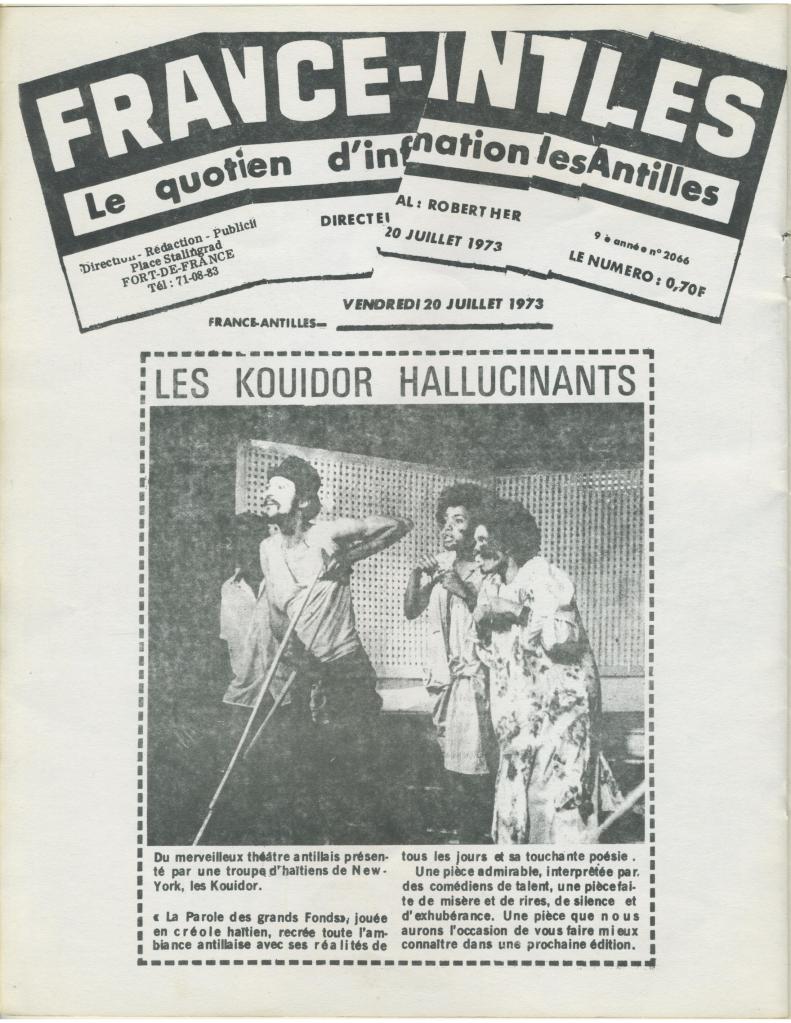 FRANCE-INTLES
Le quotien d'infmation les Antilles
Direction - Rédaction - Publicit
Place Stalingrad
FORT-DE-FRANCE
Tél : 71-08-83
DIRECTEU
AL : ROBERT HER
20 JUILLET 1973
9 è année n° 2066
LE NUMERO : 0,70F
VENDREDI 20 JUILLET 1973
FRANCE-ANTILLES—
LES KOUIDOR HALLUCINANTS
Du merveilleux théâtre antillais présen-
té par une troupe d'haïtiens de New-
York, les Kouidor.
« La Parole des grands Fonds», jouée
en créole haïtien, recrée toute l'am-
biance antillaise avec ses réalités de
tous les jours et sa touchante poésie .
Une pièce admirable, interprétée par.
des comédiens de talent, une pièce fai-
te de misère et de rires, de silence et
d'exhubérance. Une pièce que nous
aurons l'occasion de vous faire mieux
connaître dans une prochaine édition.